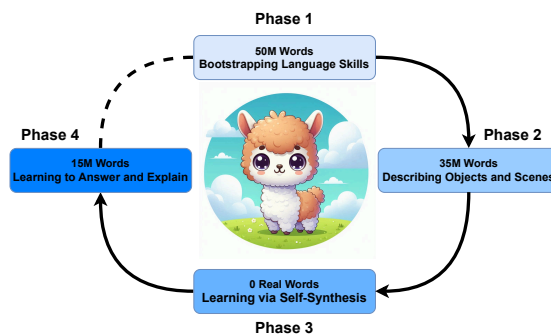 Phase 1
50M Words
Bootstrapping Language Skills
Phase 2
35M Words
Describing Objects and Scenes
0 Real Words
Learning via Self-Synthesis
Phase 3
Phase 4
15M Words
Learning to Answer and Explain